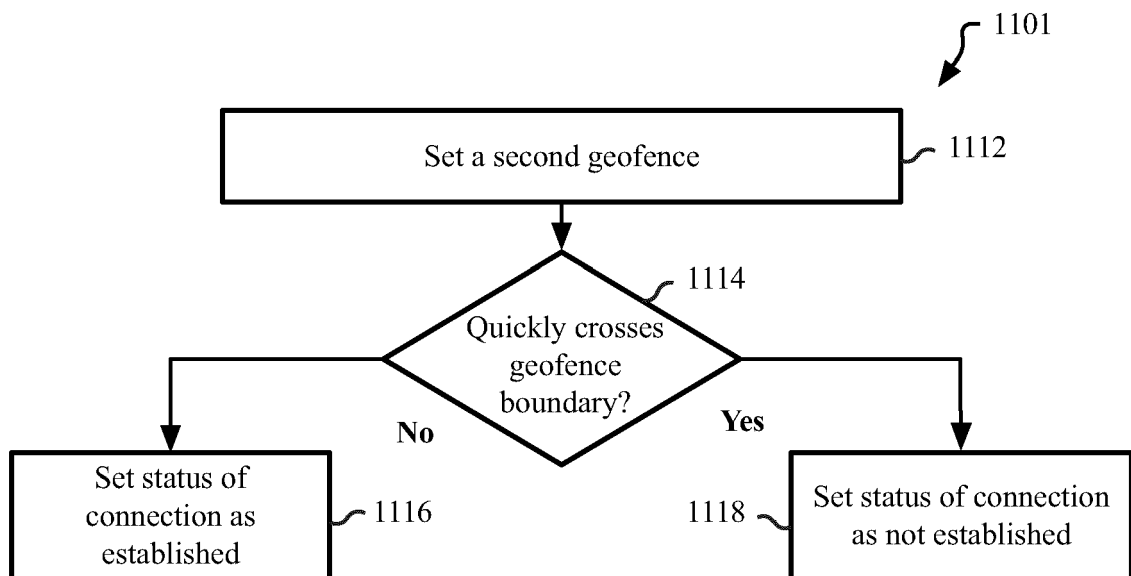 1101
Set a second geofence
1112
1114
Quickly crosses
geofence
boundary?
No
Yes
Set status of
connection as
established
1116
1118
Set status of connection
as not established